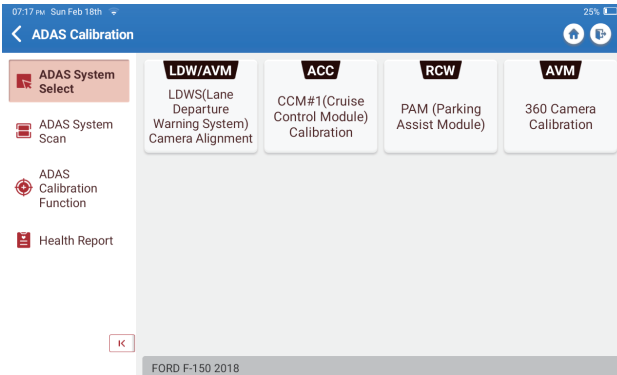 07:17 PM Sun Feb 18th
25%
ADAS Calibration
ADAS System
Select
ADAS System
Scan
ADAS
Calibration
Function
Health Report
LDW/AVM
LDWS(Lane
Departure
Warning System)
Camera Alignment
ACC
CCM#1(Cruise
Control Module)
Calibration
RCW
PAM (Parking
Assist Module)
AVM
360 Camera
Calibration
FORD F-150 2018